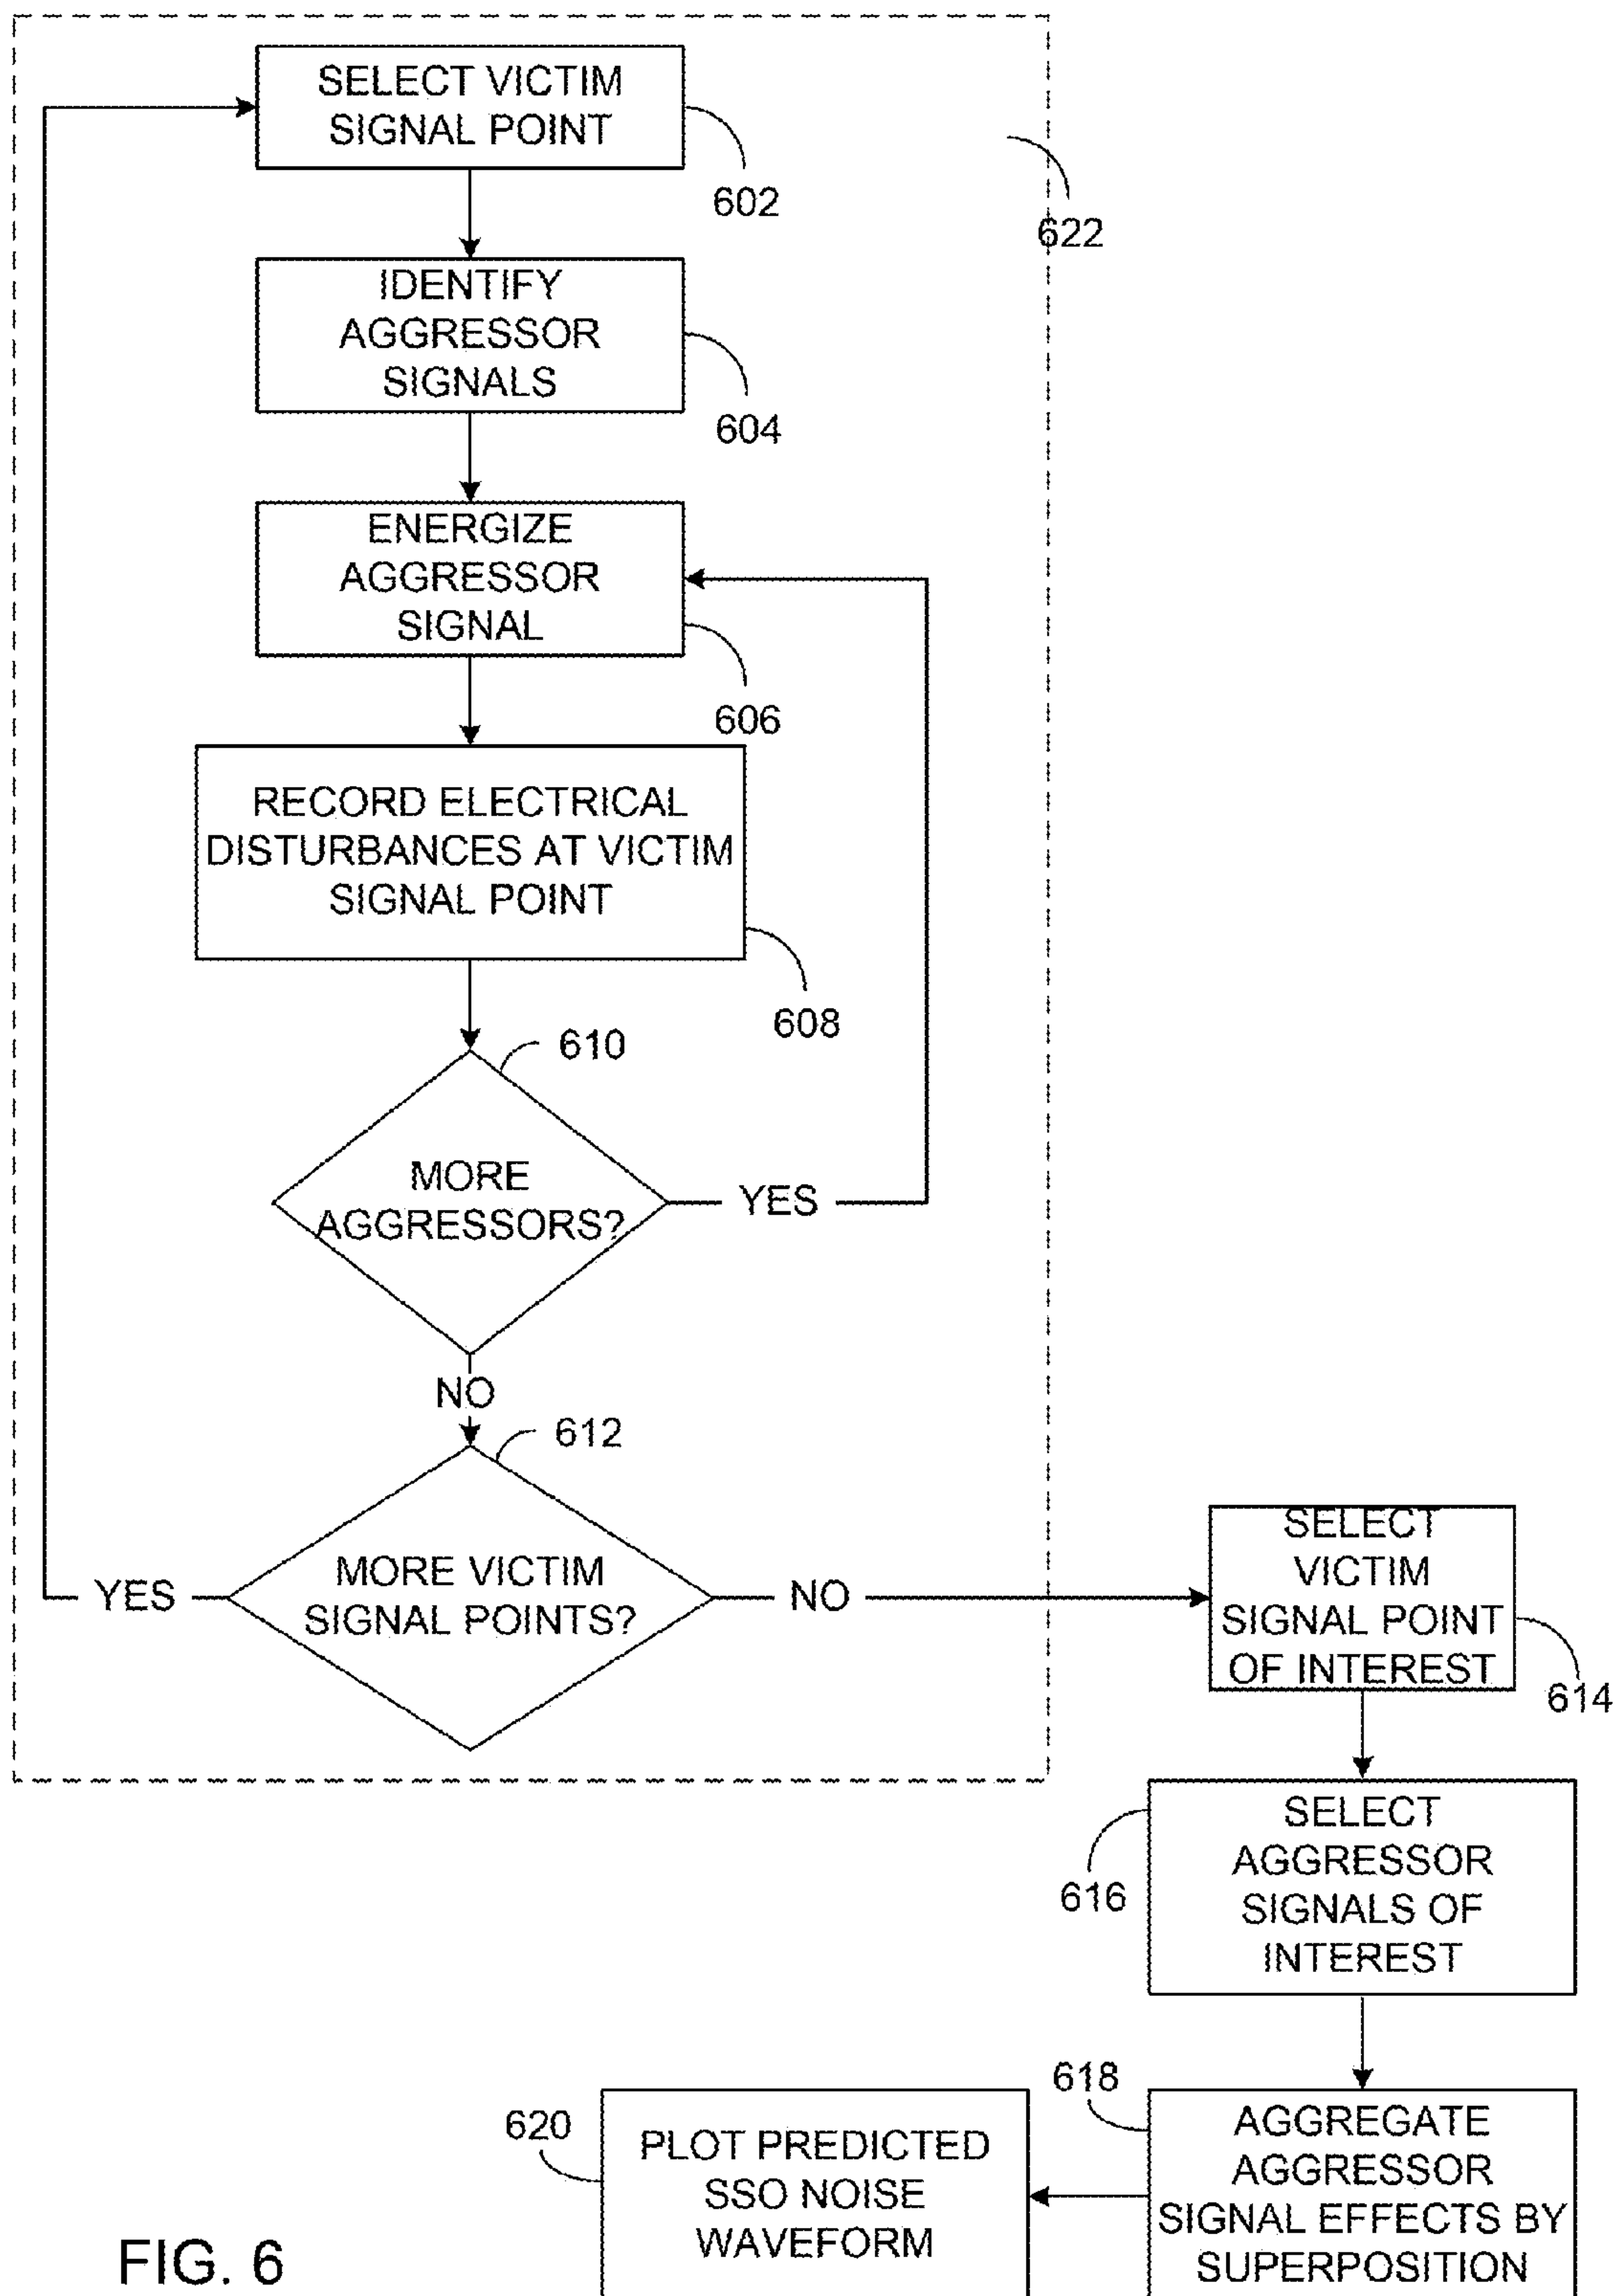 SELECT VICTIM
SIGNAL POINT
602
622
IDENTIFY
AGGRESSOR
SIGNALS
604
ENERGIZE
AGGRESSOR
SIGNAL
606
RECORD ELECTRICAL
DISTURBANCES AT VICTIM
SIGNAL POINT
608
610
MORE
AGGRESSORS?
YES
NO
612
MORE VICTIM
SIGNAL POINTS?
YES
NO
SELECT
VICTIM
SIGNAL POINT
OF INTEREST
614
SELECT
AGGRESSOR
SIGNALS OF
INTEREST
616
618
AGGREGATE
AGGRESSOR
SIGNAL EFFECTS BY
SUPERPOSITION
620
PLOT PREDICTED
SSO NOISE
WAVEFORM
FIG. 6